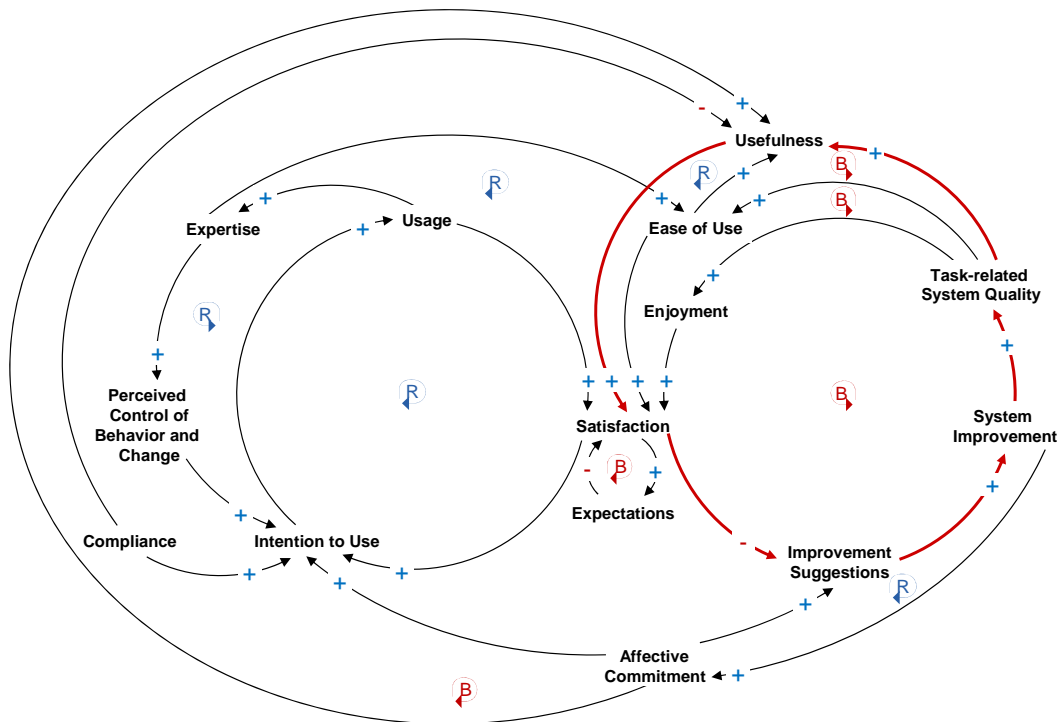 -
+
Usefulness
+
B
R
+
B
+
+
+
R
Usage
Expertise
+
Ease of Use
+
Task-related
System Quality
Enjoyment
R
+
+
R
Perceived
Control of
Behavior and
Change
+
+
+
+
B
System
Improvement
Satisfaction
-
B
+
+
Expectations
+
Compliance
Intention to Use
-
Improvement
Suggestions
+
+
+
R
+
Affective
Commitment
+
B